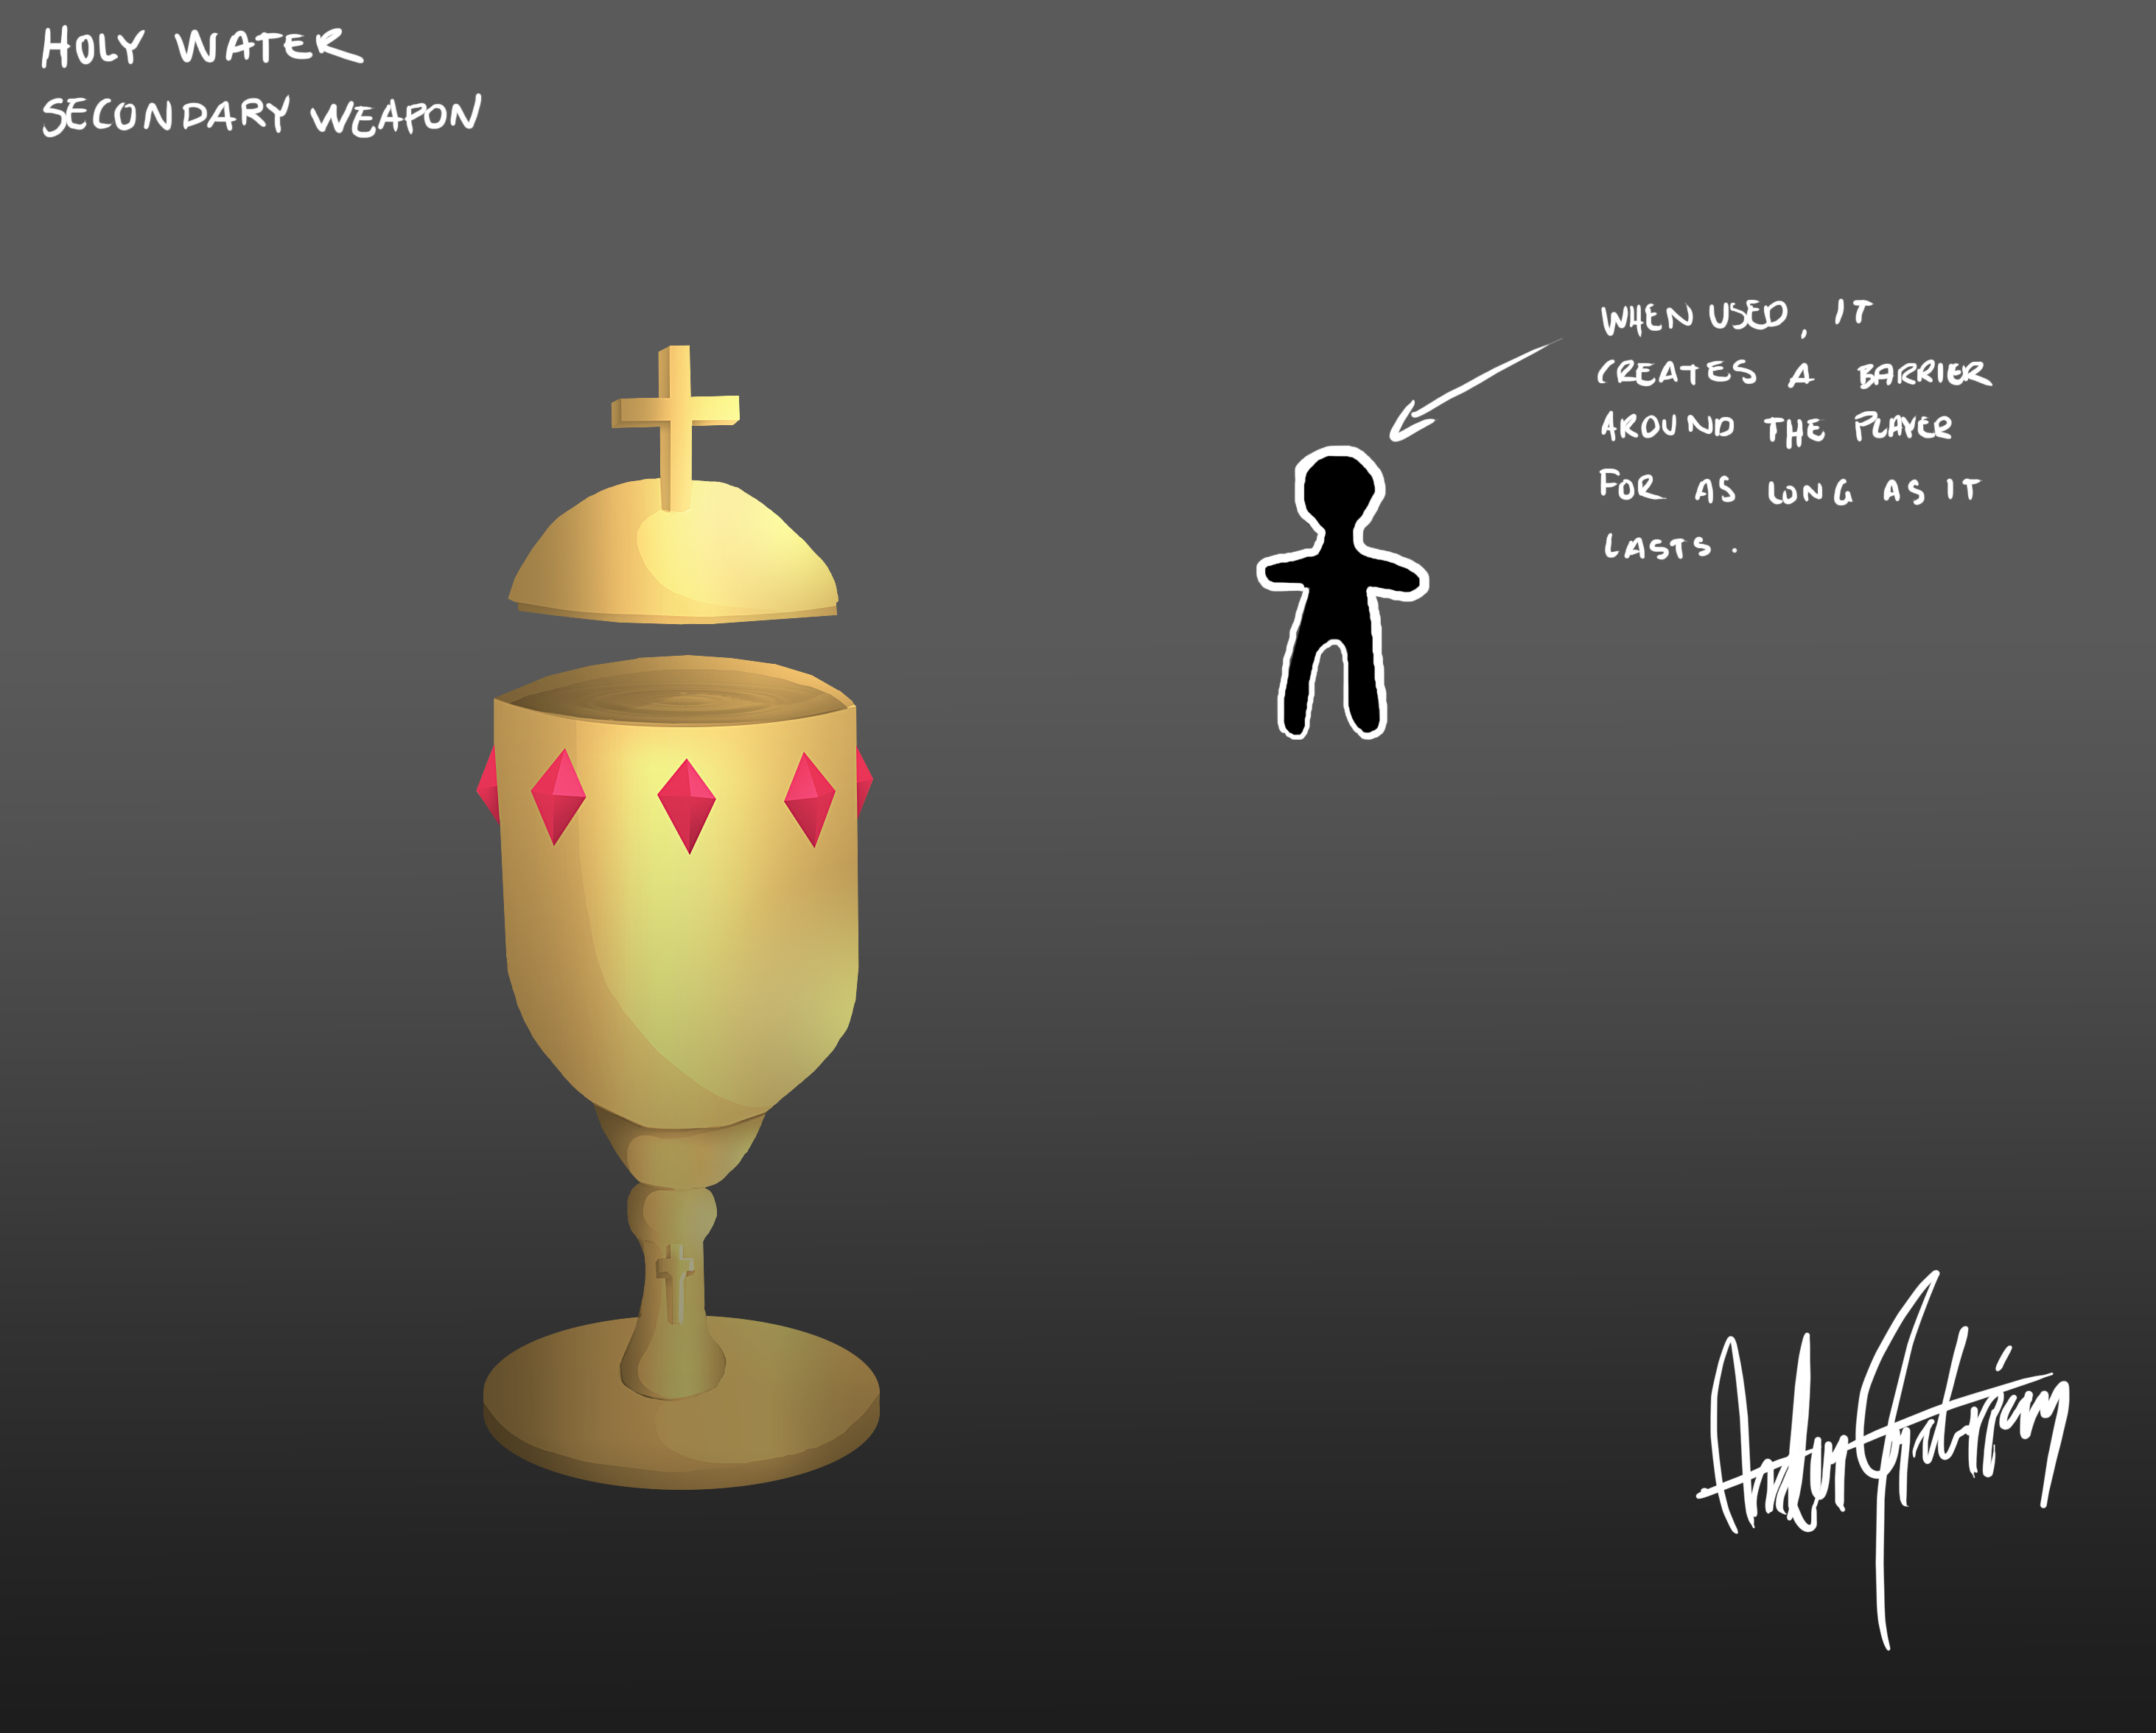 HOLY WATER
SECONDARY WEAPON
WHEN USED, IT
CREATES A BARRIER
AROUND THE PLAYER
FOR AS LONG AS IT
LASTS.